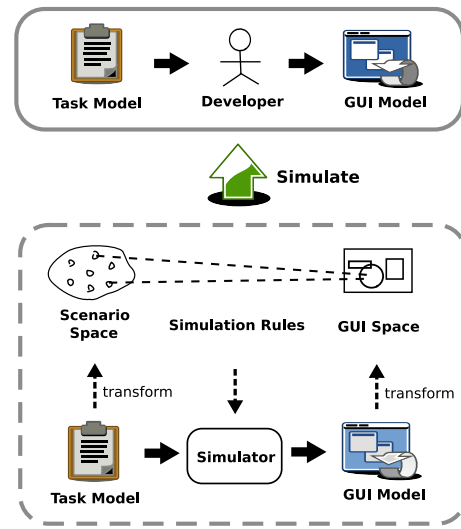 Task Model
Developer
GUI Model
Simulate
Scenario
Space
Simulation Rules
GUI Space
transform
transform
Simulator
Task Model
GUI Model